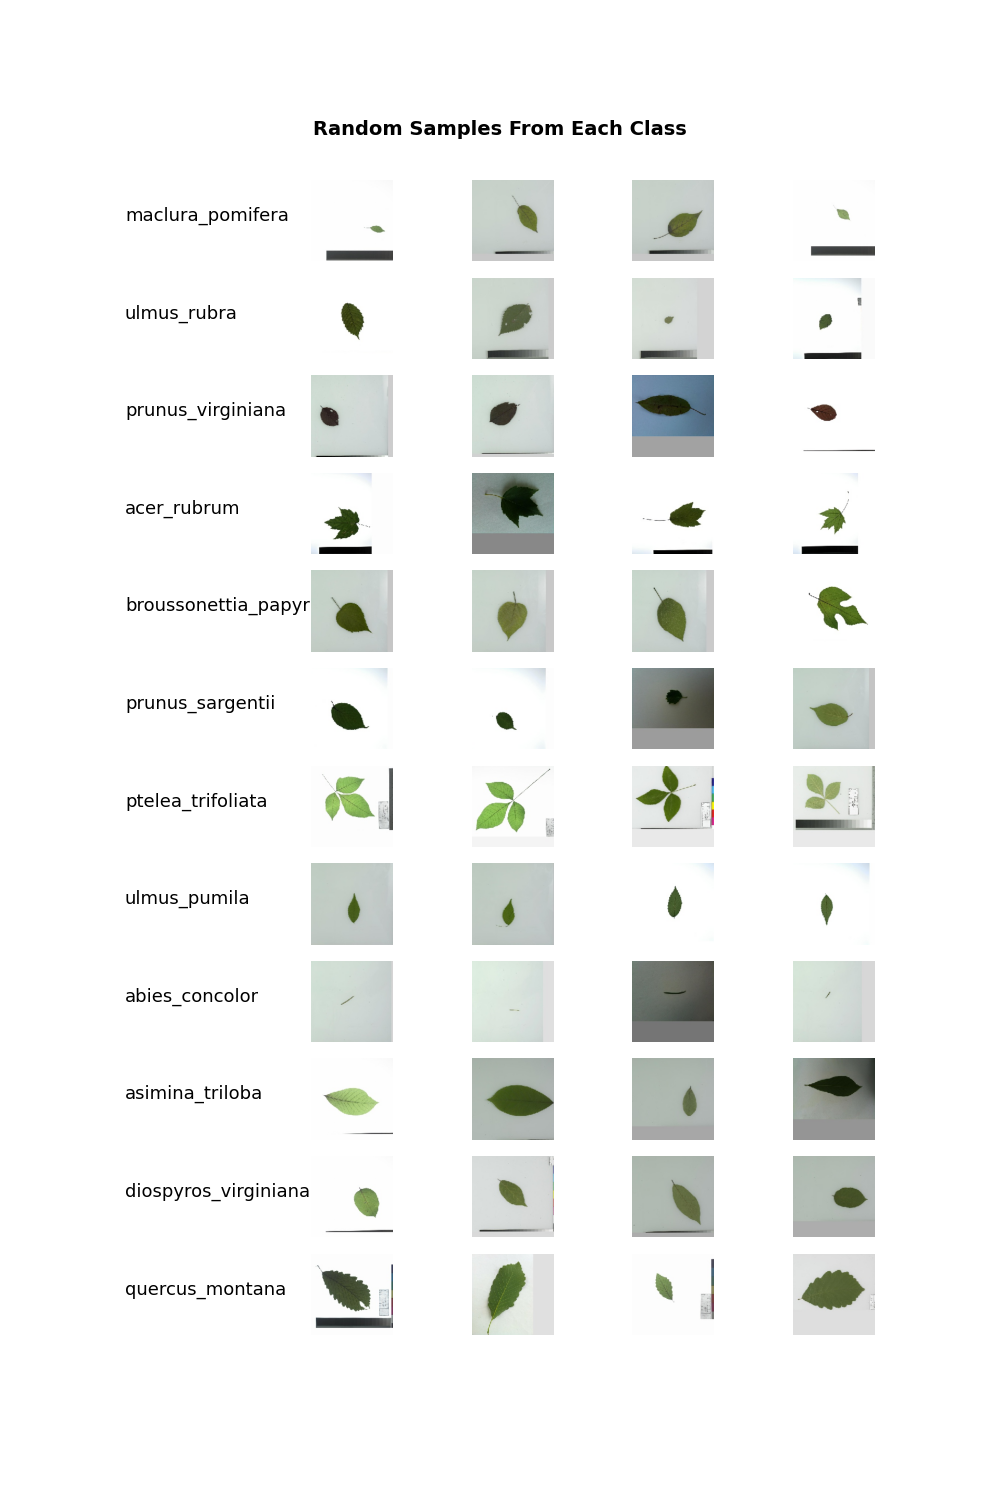 Random Samples From Each Class
maclura_pomifera
ulmus_rubra
prunus_virginiana
acer_rubrum
broussonettia_papyr
prunus_sargentii
ptelea_trifoliata
ulmus_pumila
abies_concolor
asimina_triloba
diospyros_virginiana
quercus_montana